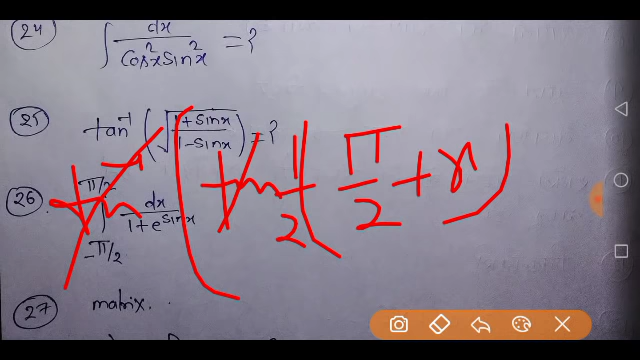 (24) ∫ dx / Cos²x Sin²x = ?
(25) tan⁻¹ (√(1+Sinx / 1-Sinx)) = ?
tan⁻¹ ( tan 1/2 ( π/2 + x )
(26) ∫ π/2 -π/2 dx / 1+e^Sinx
(27) matrix.